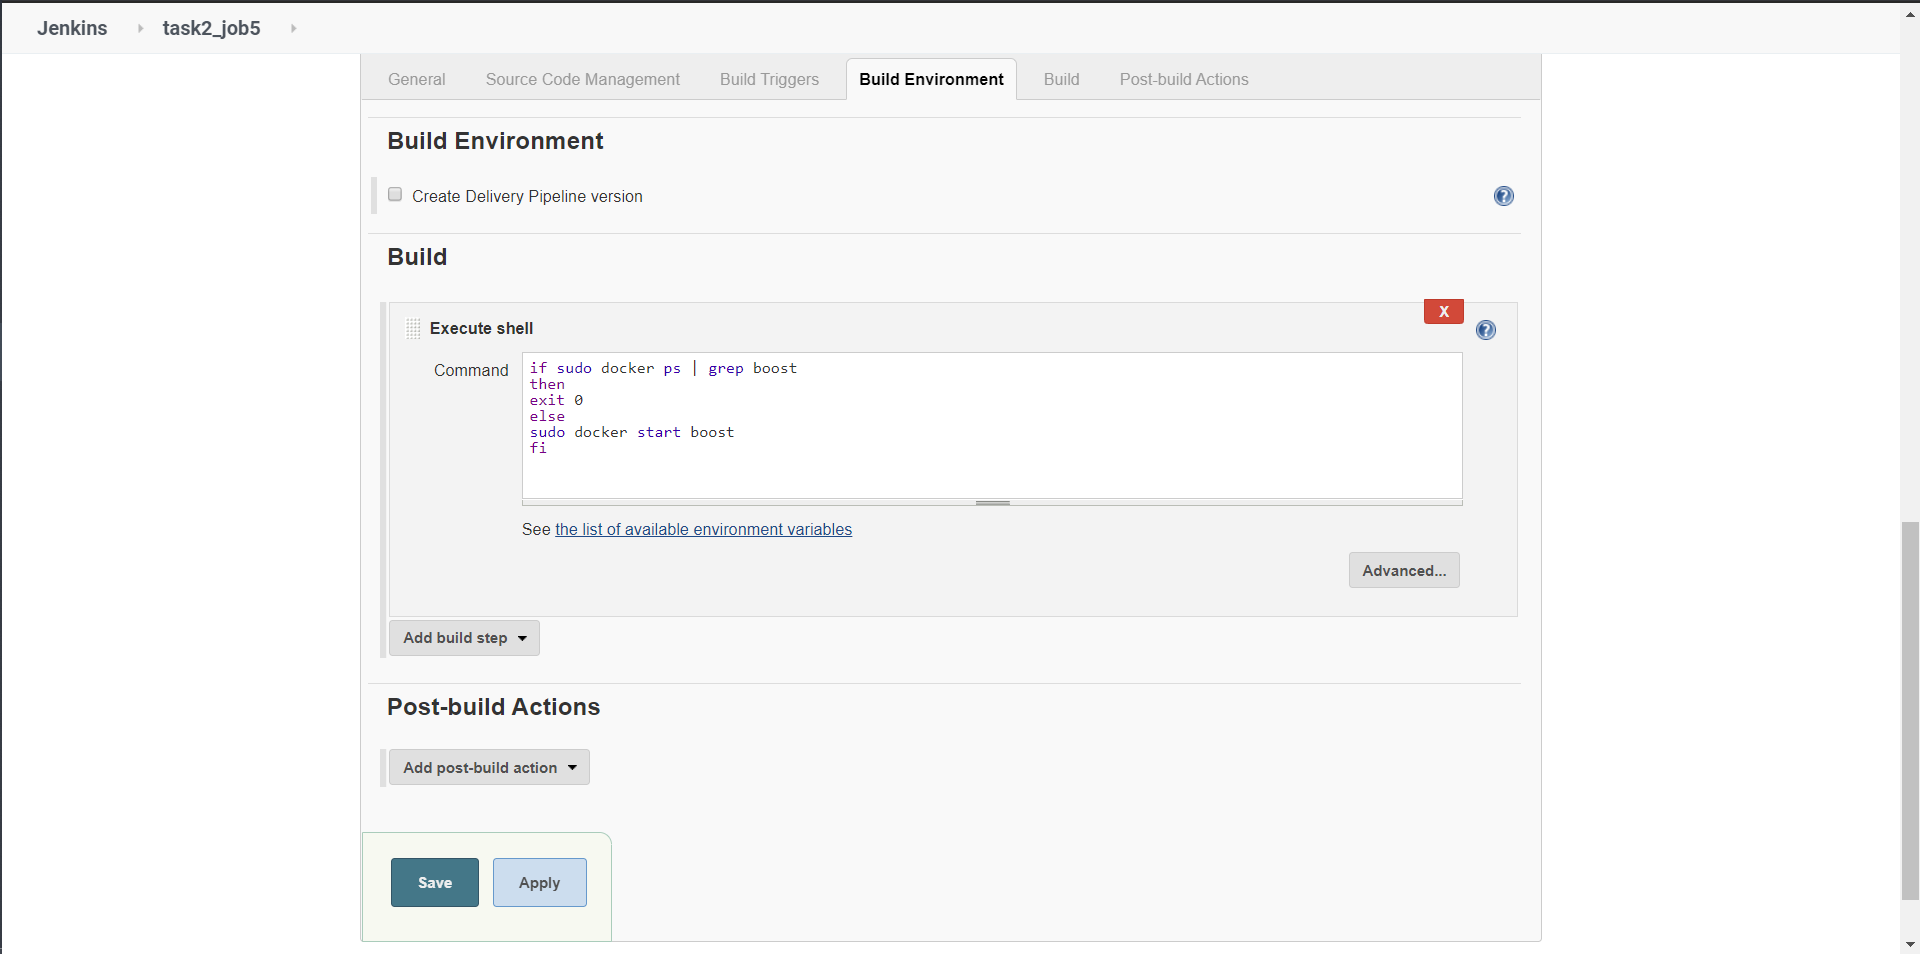 Jenkins task2_job5
General Source Code Management Build Triggers Build Environment Build Post-build Actions
Build Environment
Create Delivery Pipeline version
?
Build
X
Execute shell
?
Command
if sudo docker ps | grep boost
then
exit 0
else
sudo docker start boost
fi
See the list of available environment variables
Advanced...
Add build step
Post-build Actions
Add post-build action
Save Apply